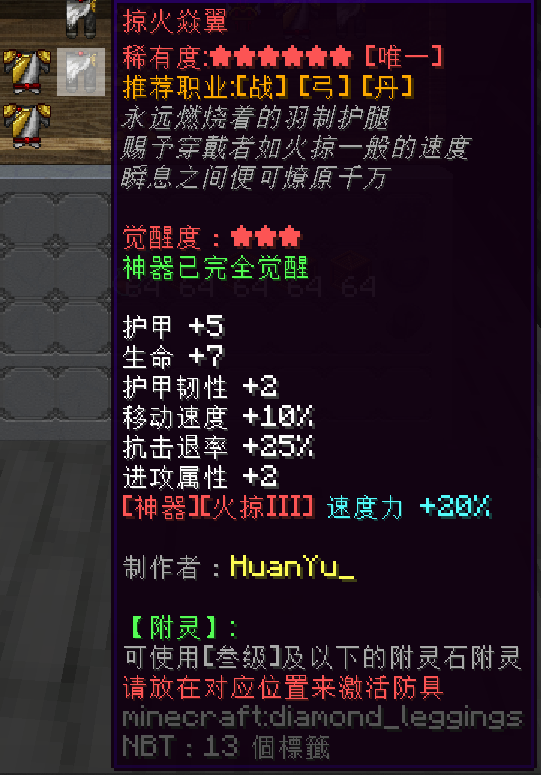 掠火焱翼
稀有度:★★★★★★ [唯一]
推荐职业:[战] [弓] [丹]
永远燃烧着的羽制护腿
赐予穿戴者如火掠一般的速度
瞬息之间便可燎原千万
觉醒度：★★★
神器已完全觉醒
64 64 64 64 64
护甲 +5
生命 +7
护甲韧性 +2
移动速度 +10%
抗击退率 +25%
进攻属性 +2
[神器][火掠III] 速度力 +20%
制作者：HuanYu_
【附灵】：
可使用[叁级]及以下的附灵石附灵
请放在对应位置来激活防具
minecraft:diamond_leggings
NBT：13 個標籤